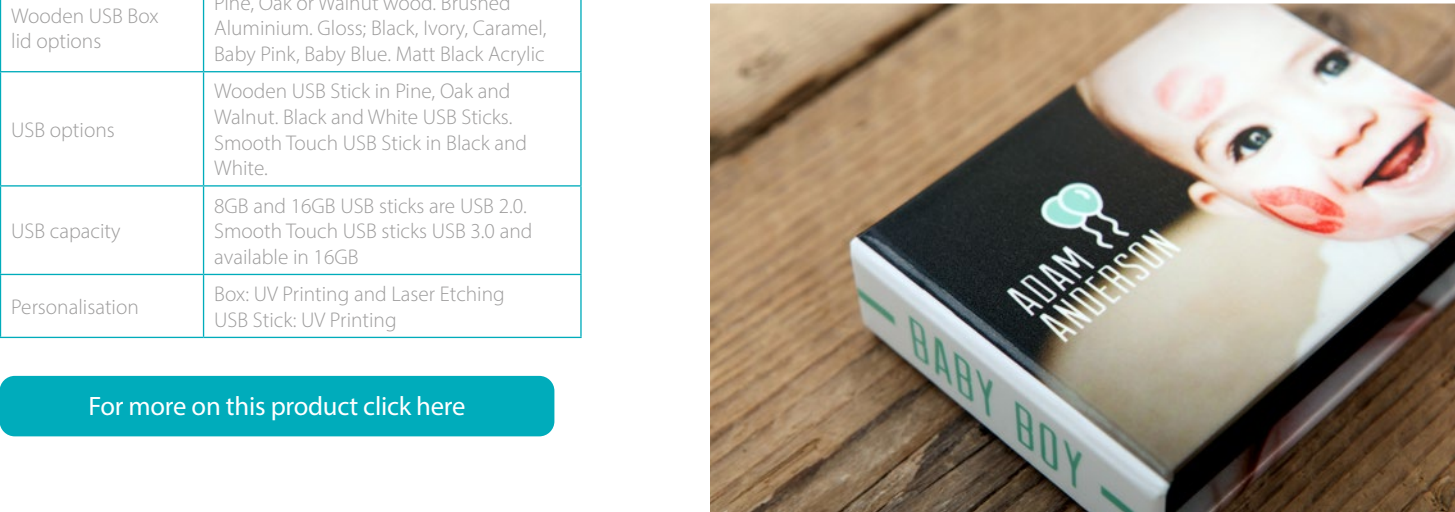 Wooden USB Box
lid options
Pine, Oak or Walnut wood. Brushed
Aluminium. Gloss; Black, Ivory, Caramel,
Baby Pink, Baby Blue. Matt Black Acrylic
USB options
Wooden USB Stick in Pine, Oak and
Walnut. Black and White USB Sticks.
Smooth Touch USB Stick in Black and
White.
USB capacity
8GB and 16GB USB sticks are USB 2.0.
Smooth Touch USB sticks USB 3.0 and
available in 16GB
Personalisation
Box: UV Printing and Laser Etching
USB Stick: UV Printing
For more on this product click here
ADAM
ANDERSON
BABY BOY